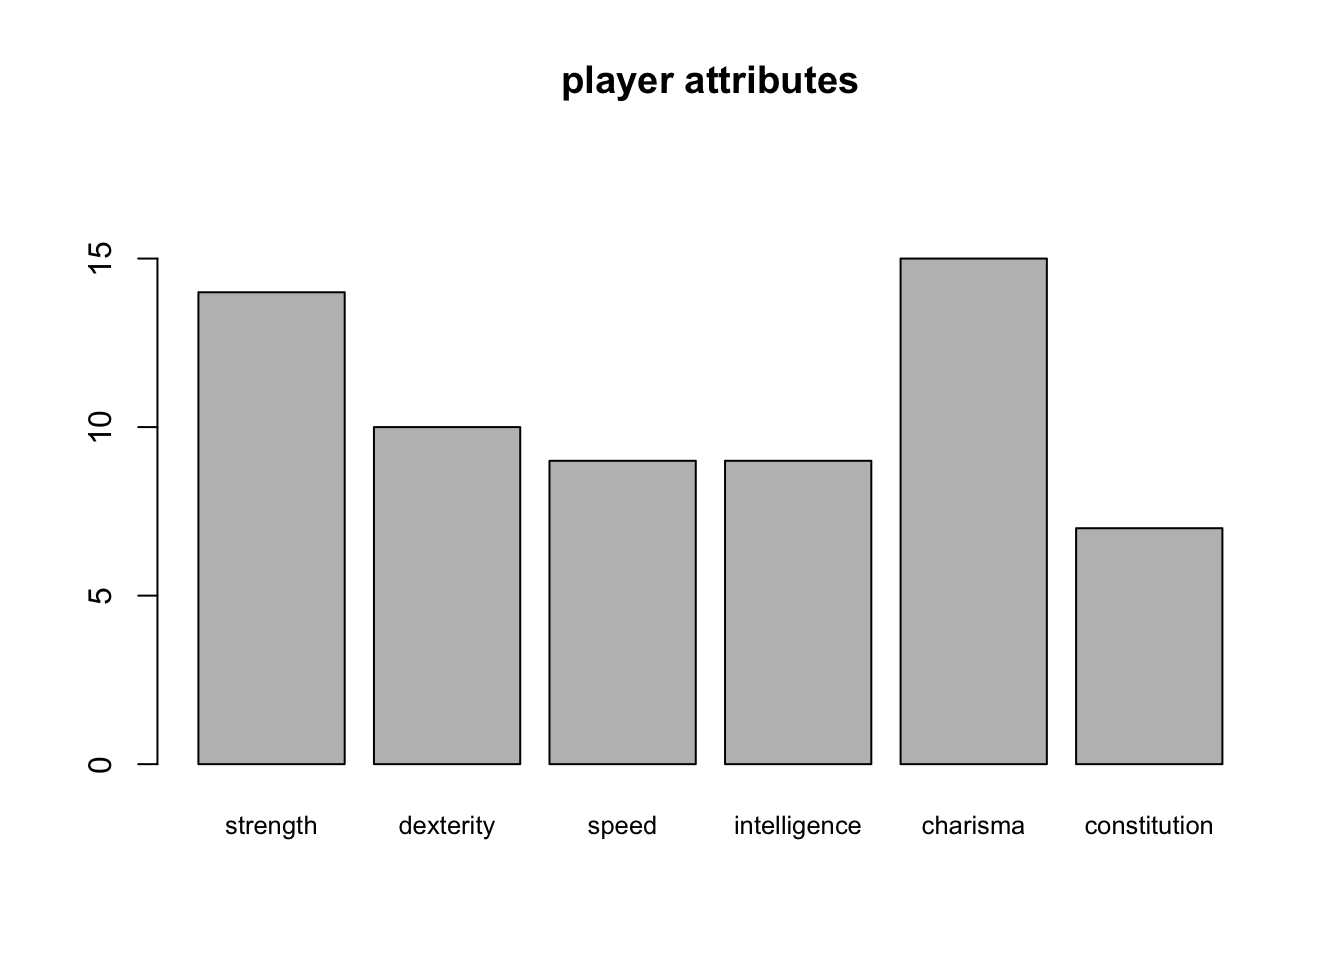 player attributes
15
10
5
0
strength dexterity speed intelligence charisma constitution